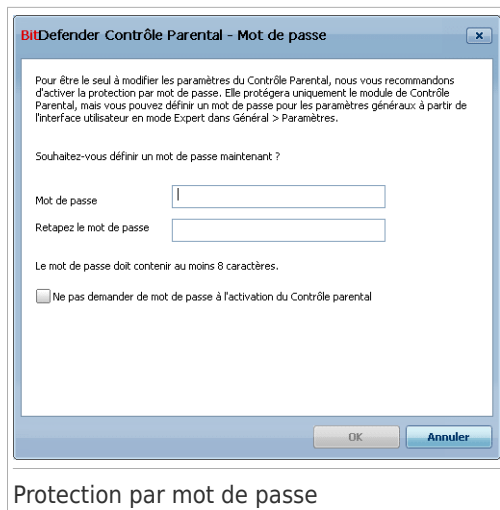 BitDefender Contrôle Parental - Mot de passe
Pour être le seul à modifier les paramètres du Contrôle Parental, nous vous recommandons
d'activer la protection par mot de passe. Elle protégera uniquement le module de Contrôle
Parental, mais vous pouvez définir un mot de passe pour les paramètres généraux à partir de
l'interface utilisateur en mode Expert dans Général > Paramètres.
Souhaitez-vous définir un mot de passe maintenant ?
Mot de passe
Retapez le mot de passe
Le mot de passe doit contenir au moins 8 caractères.
Ne pas demander de mot de passe à l'activation du Contrôle parental
OK
Annuler
Protection par mot de passe